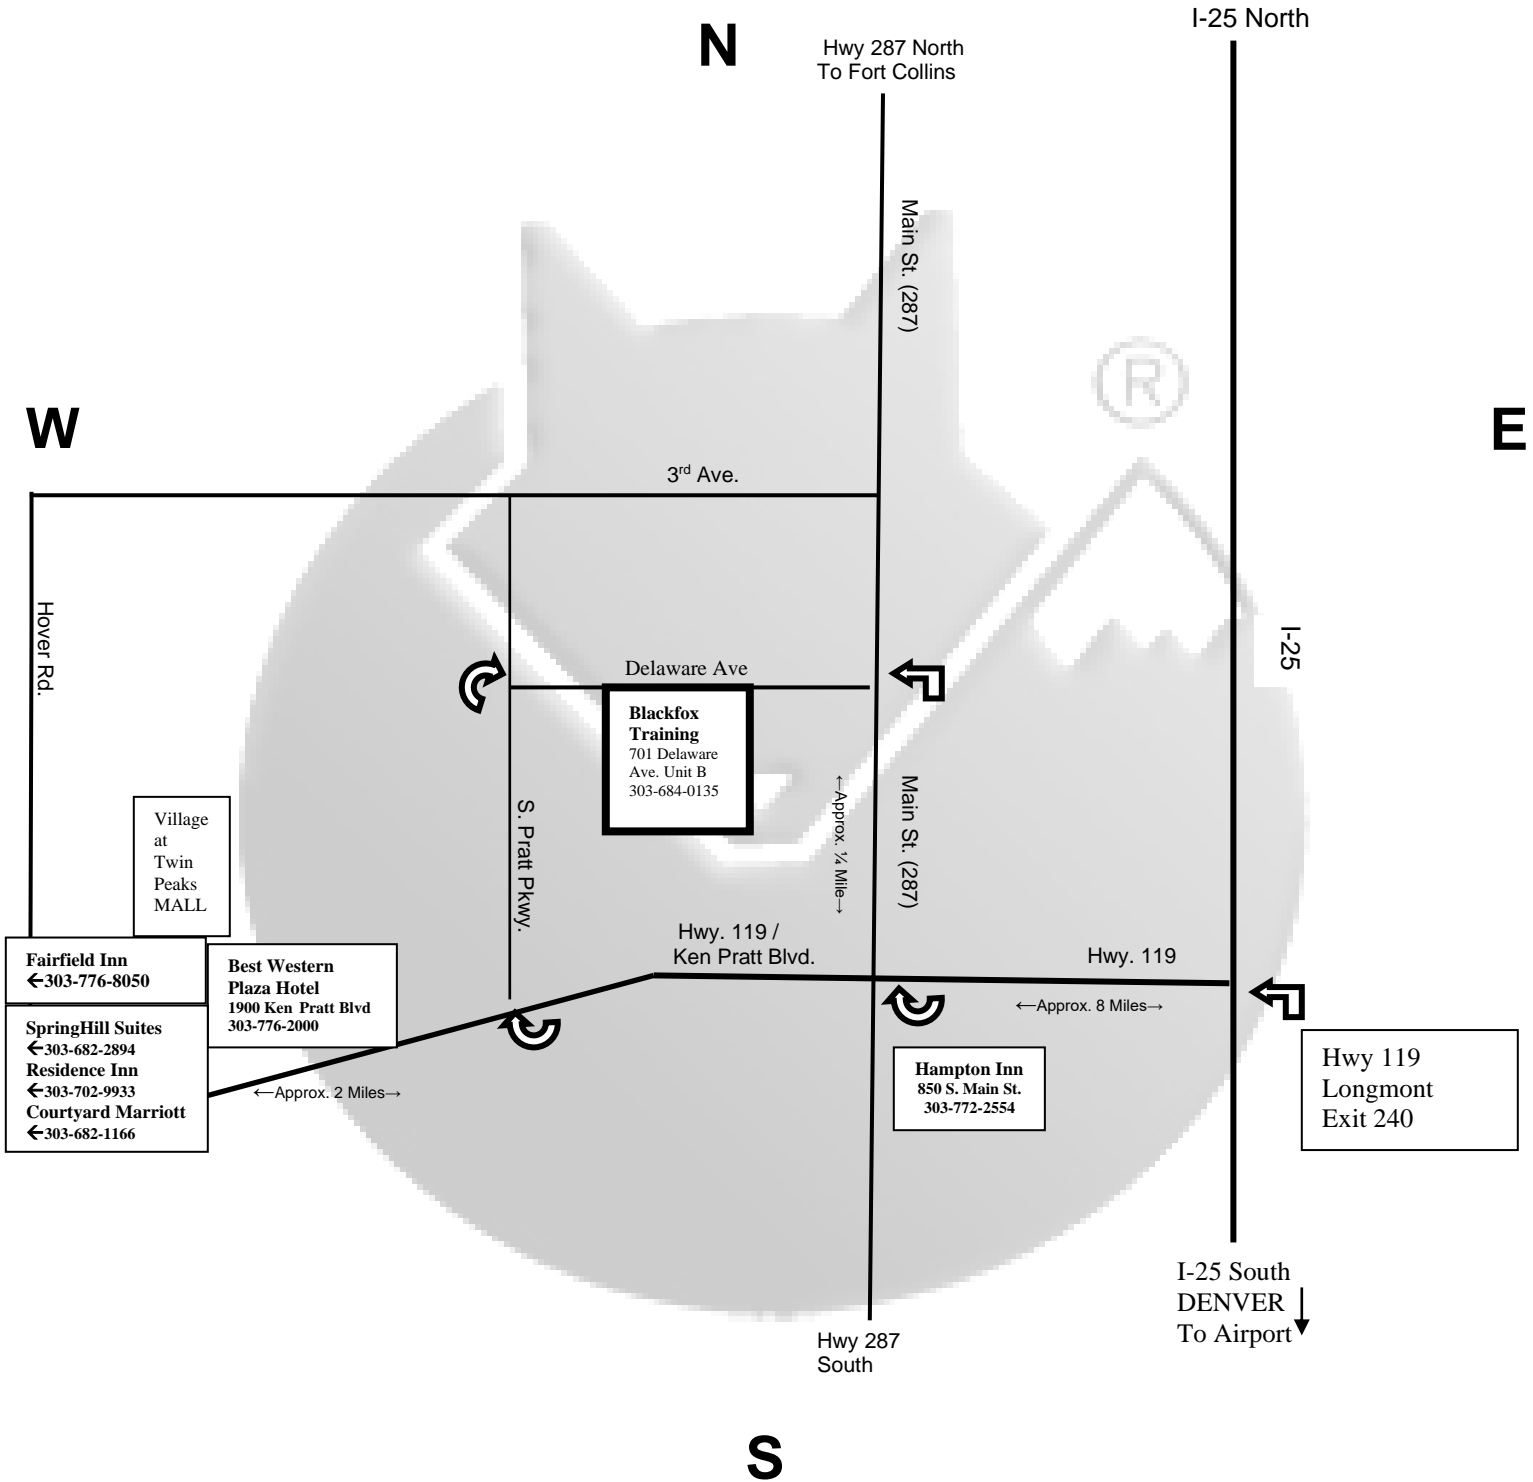 I-25 North
N
Hwy 287 North
To Fort Collins
Main St. (287)
®
W
E
3rd Ave.
Hover Rd.
I-25
Delaware Ave
Blackfox
Training
701 Delaware
Ave. Unit B
303-684-0135
S. Pratt Pkwy.
←Approx. ¼ Mile→
Main St. (287)
Village
at
Twin
Peaks
MALL
Fairfield Inn
←303-776-8050
Best Western
Plaza Hotel
1900 Ken Pratt Blvd
303-776-2000
SpringHill Suites
←303-682-2894
Residence Inn
←303-702-9933
Courtyard Marriott
←303-682-1166
Hwy. 119 /
Ken Pratt Blvd.
Hwy. 119
←Approx. 8 Miles→
←Approx. 2 Miles→
Hampton Inn
850 S. Main St.
303-772-2554
Hwy 119
Longmont
Exit 240
I-25 South
DENVER
To Airport
Hwy 287
South
S